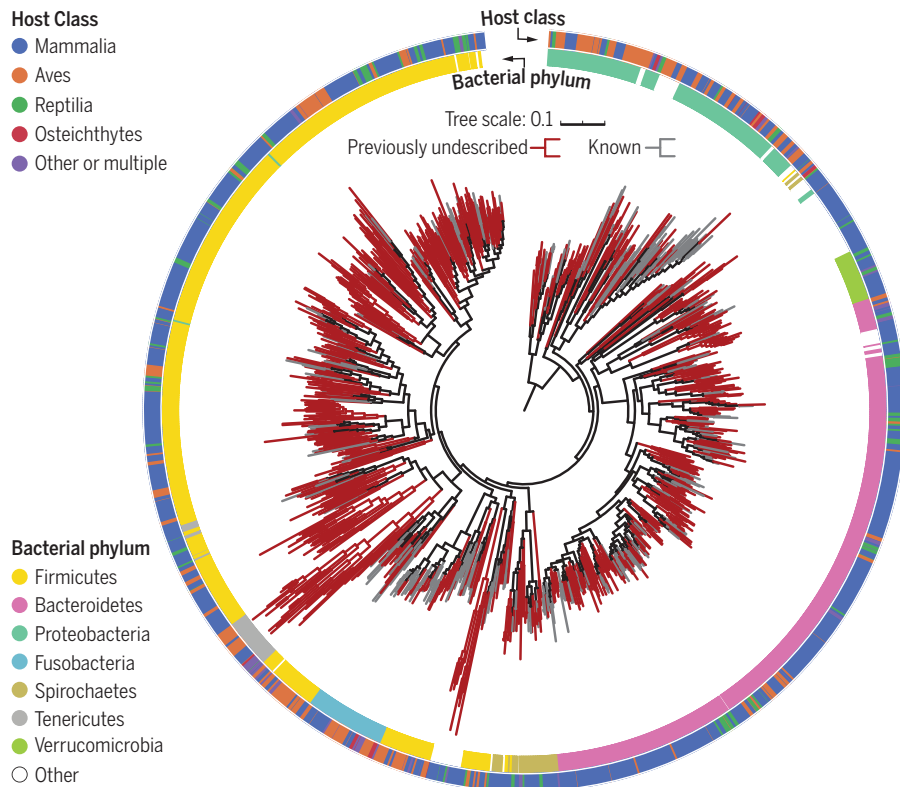 Host Class
Mammalia
Aves
Reptilia
Osteichthytes
Other or multiple
Host class
Bacterial phylum
Tree scale: 0.1
Previously undescribed
Known
Bacterial phylum
Firmicutes
Bacteroidetes
Proteobacteria
Fusobacteria
Spirochaetes
Tenericutes
Verrucomicrobia
Other